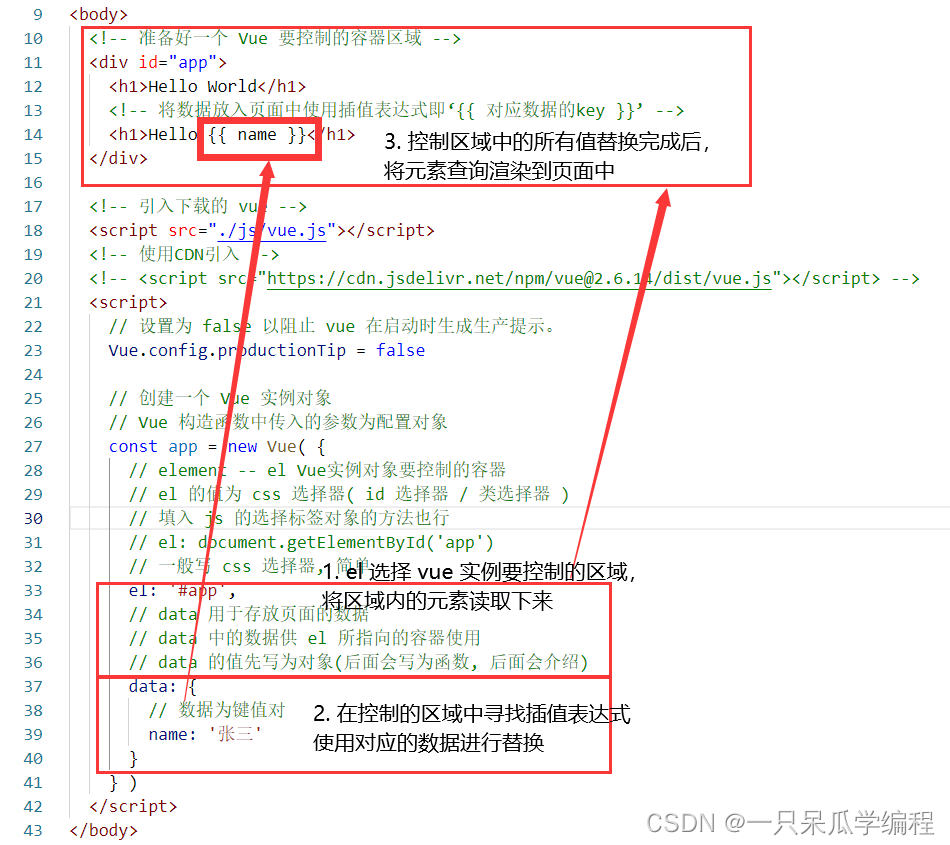 9 <body>
10 <!-- 准备好一个 Vue 要控制的容器区域 -->
11 <div id="app">
12 <h1>Hello World</h1>
13 <!-- 将数据放入页面中使用插值表达式即‘{{ 对应数据的key }}’ -->
14 <h1>Hello {{ name }}</h1>
3. 控制区域中的所有值替换完成后,
15 </div>
将元素查询渲染到页面中
16
17 <!-- 引入下载的 vue -->
18 <script src="./js/vue.js"></script>
19 <!-- 使用CDN引入 -->
20 <!-- <script src="https://cdn.jsdelivr.net/npm/vue@2.6.14/dist/vue.js"></script> -->
21 <script>
22 // 设置为 false 以阻止 vue 在启动时生成生产提示。
23 Vue.config.productionTip = false
24
25 // 创建一个 Vue 实例对象
26 // Vue 构造函数中传入的参数为配置对象
27 const app = new Vue( {
28 // element -- el Vue实例对象要控制的容器
29 // el 的值为 css 选择器( id 选择器 / 类选择器 )
30 // 填入 js 的选择标签对象的方法也行
31 // el: document.getElementById('app')
32 // 一般写 css 选择器, 简单
1. el 选择 vue 实例要控制的区域,
33 el: '#app',
将区域内的元素读取下来
34 // data 用于存放页面的数据
35 // data 中的数据供 el 所指向的容器使用
36 // data 的值先写为对象(后面会写为函数, 后面会介绍)
37 data: {
38 // 数据为键值对
2. 在控制的区域中寻找插值表达式
39 name: '张三'
使用对应的数据进行替换
40 }
41 } )
42 </script>
43 </body>
CSDN @一只呆瓜学编程